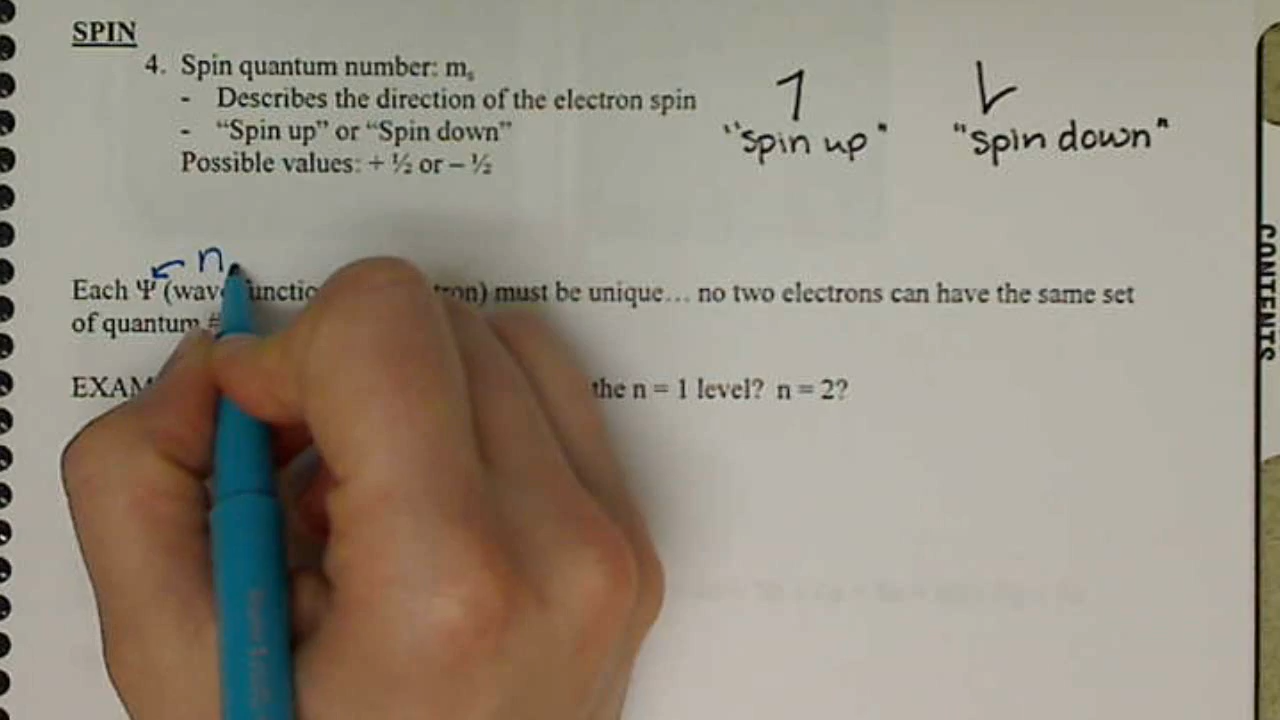 SPIN
4. Spin quantum number: mₛ
- Describes the direction of the electron spin
- “Spin up” or “Spin down”
Possible values: + ½ or – ½
"spin up"
"spin down"
n
Each Ψ (wav must be unique... no two electrons can have the same set
of quantum #
EXAM the n = 1 level? n = 2?
CONTENTS